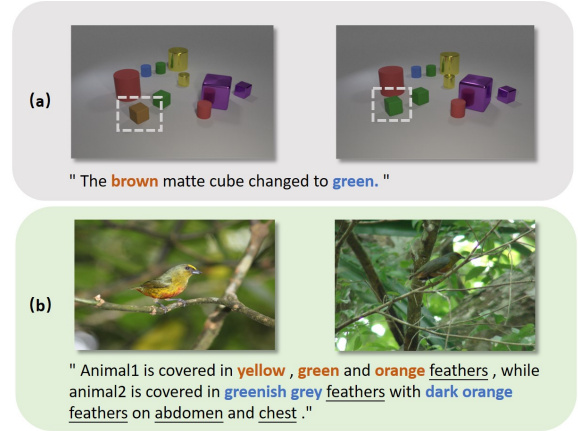 (a)
" The brown matte cube changed to green. "
(b)
" Animal1 is covered in yellow , green and orange feathers , while
animal2 is covered in greenish grey feathers with dark orange
feathers on abdomen and chest ."